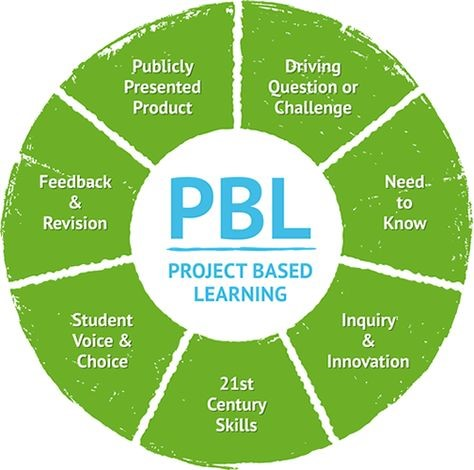 PBL
PROJECT BASED
LEARNING
Driving
Question or
Challenge
Need
to
Know
Inquiry
&
Innovation
21st
Century
Skills
Student
Voice &
Choice
Feedback
&
Revision
Publicly
Presented
Product